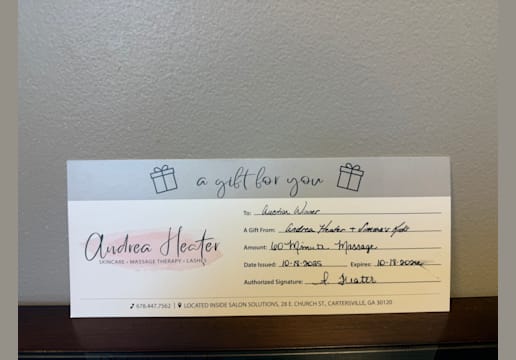 a gift for you
To: Auction Winner
A Gift From: Andrea Heater +
Andrea Heater
Amount: 60 Minute Massage
SKINCARE • MASSAGE THERAPY • LASHES
Date Issued: 10-18-2025 Expires: 10-18-2026
Authorized Signature: A Heater
678.447.7562 | LOCATED INSIDE SALON SOLUTIONS, 28 E. CHURCH ST., CARTERSVILLE, GA 30120